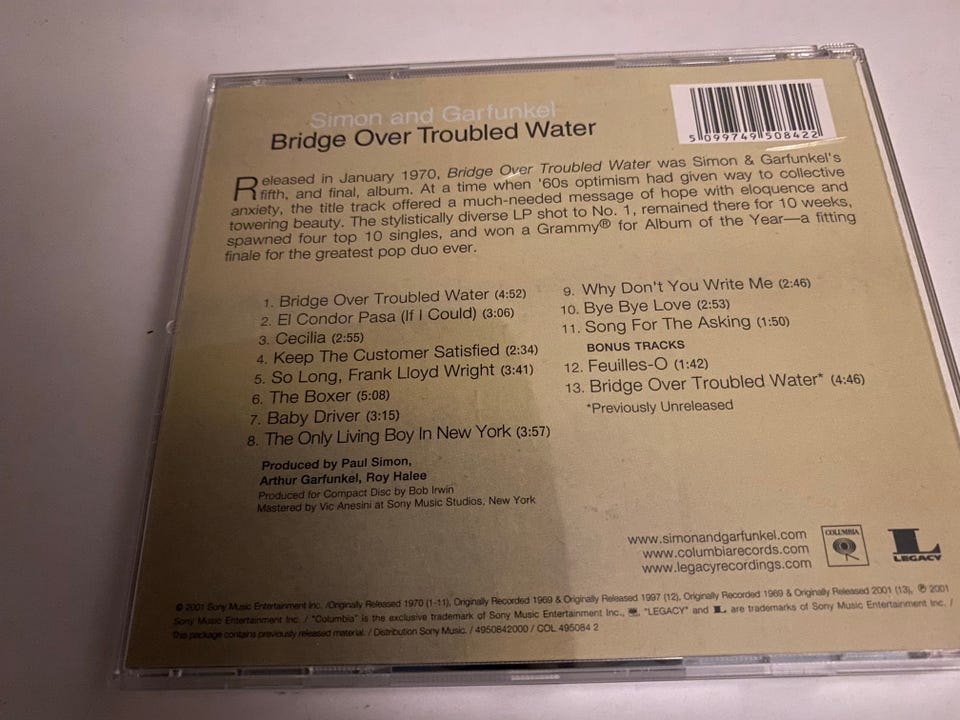 Simon and Garfunkel
Bridge Over Troubled Water
5 099749 508422
Released in January 1970, Bridge Over Troubled Water was Simon & Garfunkel's
fifth, and final, album. At a time when '60s optimism had given way to collective
anxiety, the title track offered a much-needed message of hope with eloquence and
towering beauty. The stylistically diverse LP shot to No. 1, remained there for 10 weeks,
spawned four top 10 singles, and won a Grammy® for Album of the Year—a fitting
finale for the greatest pop duo ever.
1. Bridge Over Troubled Water (4:52)
2. El Condor Pasa (If I Could) (3:06)
3. Cecilia (2:55)
4. Keep The Customer Satisfied (2:34)
5. So Long, Frank Lloyd Wright (3:41)
6. The Boxer (5:08)
7. Baby Driver (3:15)
8. The Only Living Boy In New York (3:57)
9. Why Don't You Write Me (2:46)
10. Bye Bye Love (2:53)
11. Song For The Asking (1:50)
BONUS TRACKS
12. Feuilles-O (1:42)
13. Bridge Over Troubled Water* (4:46)
*Previously Unreleased
Produced by Paul Simon,
Arthur Garfunkel, Roy Halee
Produced for Compact Disc by Bob Irwin
Mastered by Vic Anesini at Sony Music Studios, New York
www.simonandgarfunkel.com
www.columbiarecords.com
www.legacyrecordings.com
COLUMBIA
L
LEGACY
© 2001 Sony Music Entertainment Inc. /Originally Released 1970 (1-11), Originally Recorded 1969 & Originally Released 1997 (12), Originally Recorded 1969 & Originally Released 2001 (13), ℗ 2001
Sony Music Entertainment Inc. / "Columbia" is the exclusive trademark of Sony Music Entertainment Inc., "LEGACY" and L are trademarks of Sony Music Entertainment Inc. /
This package contains previously released material. / Distribution Sony Music. / 4950842000 / COL 495084 2